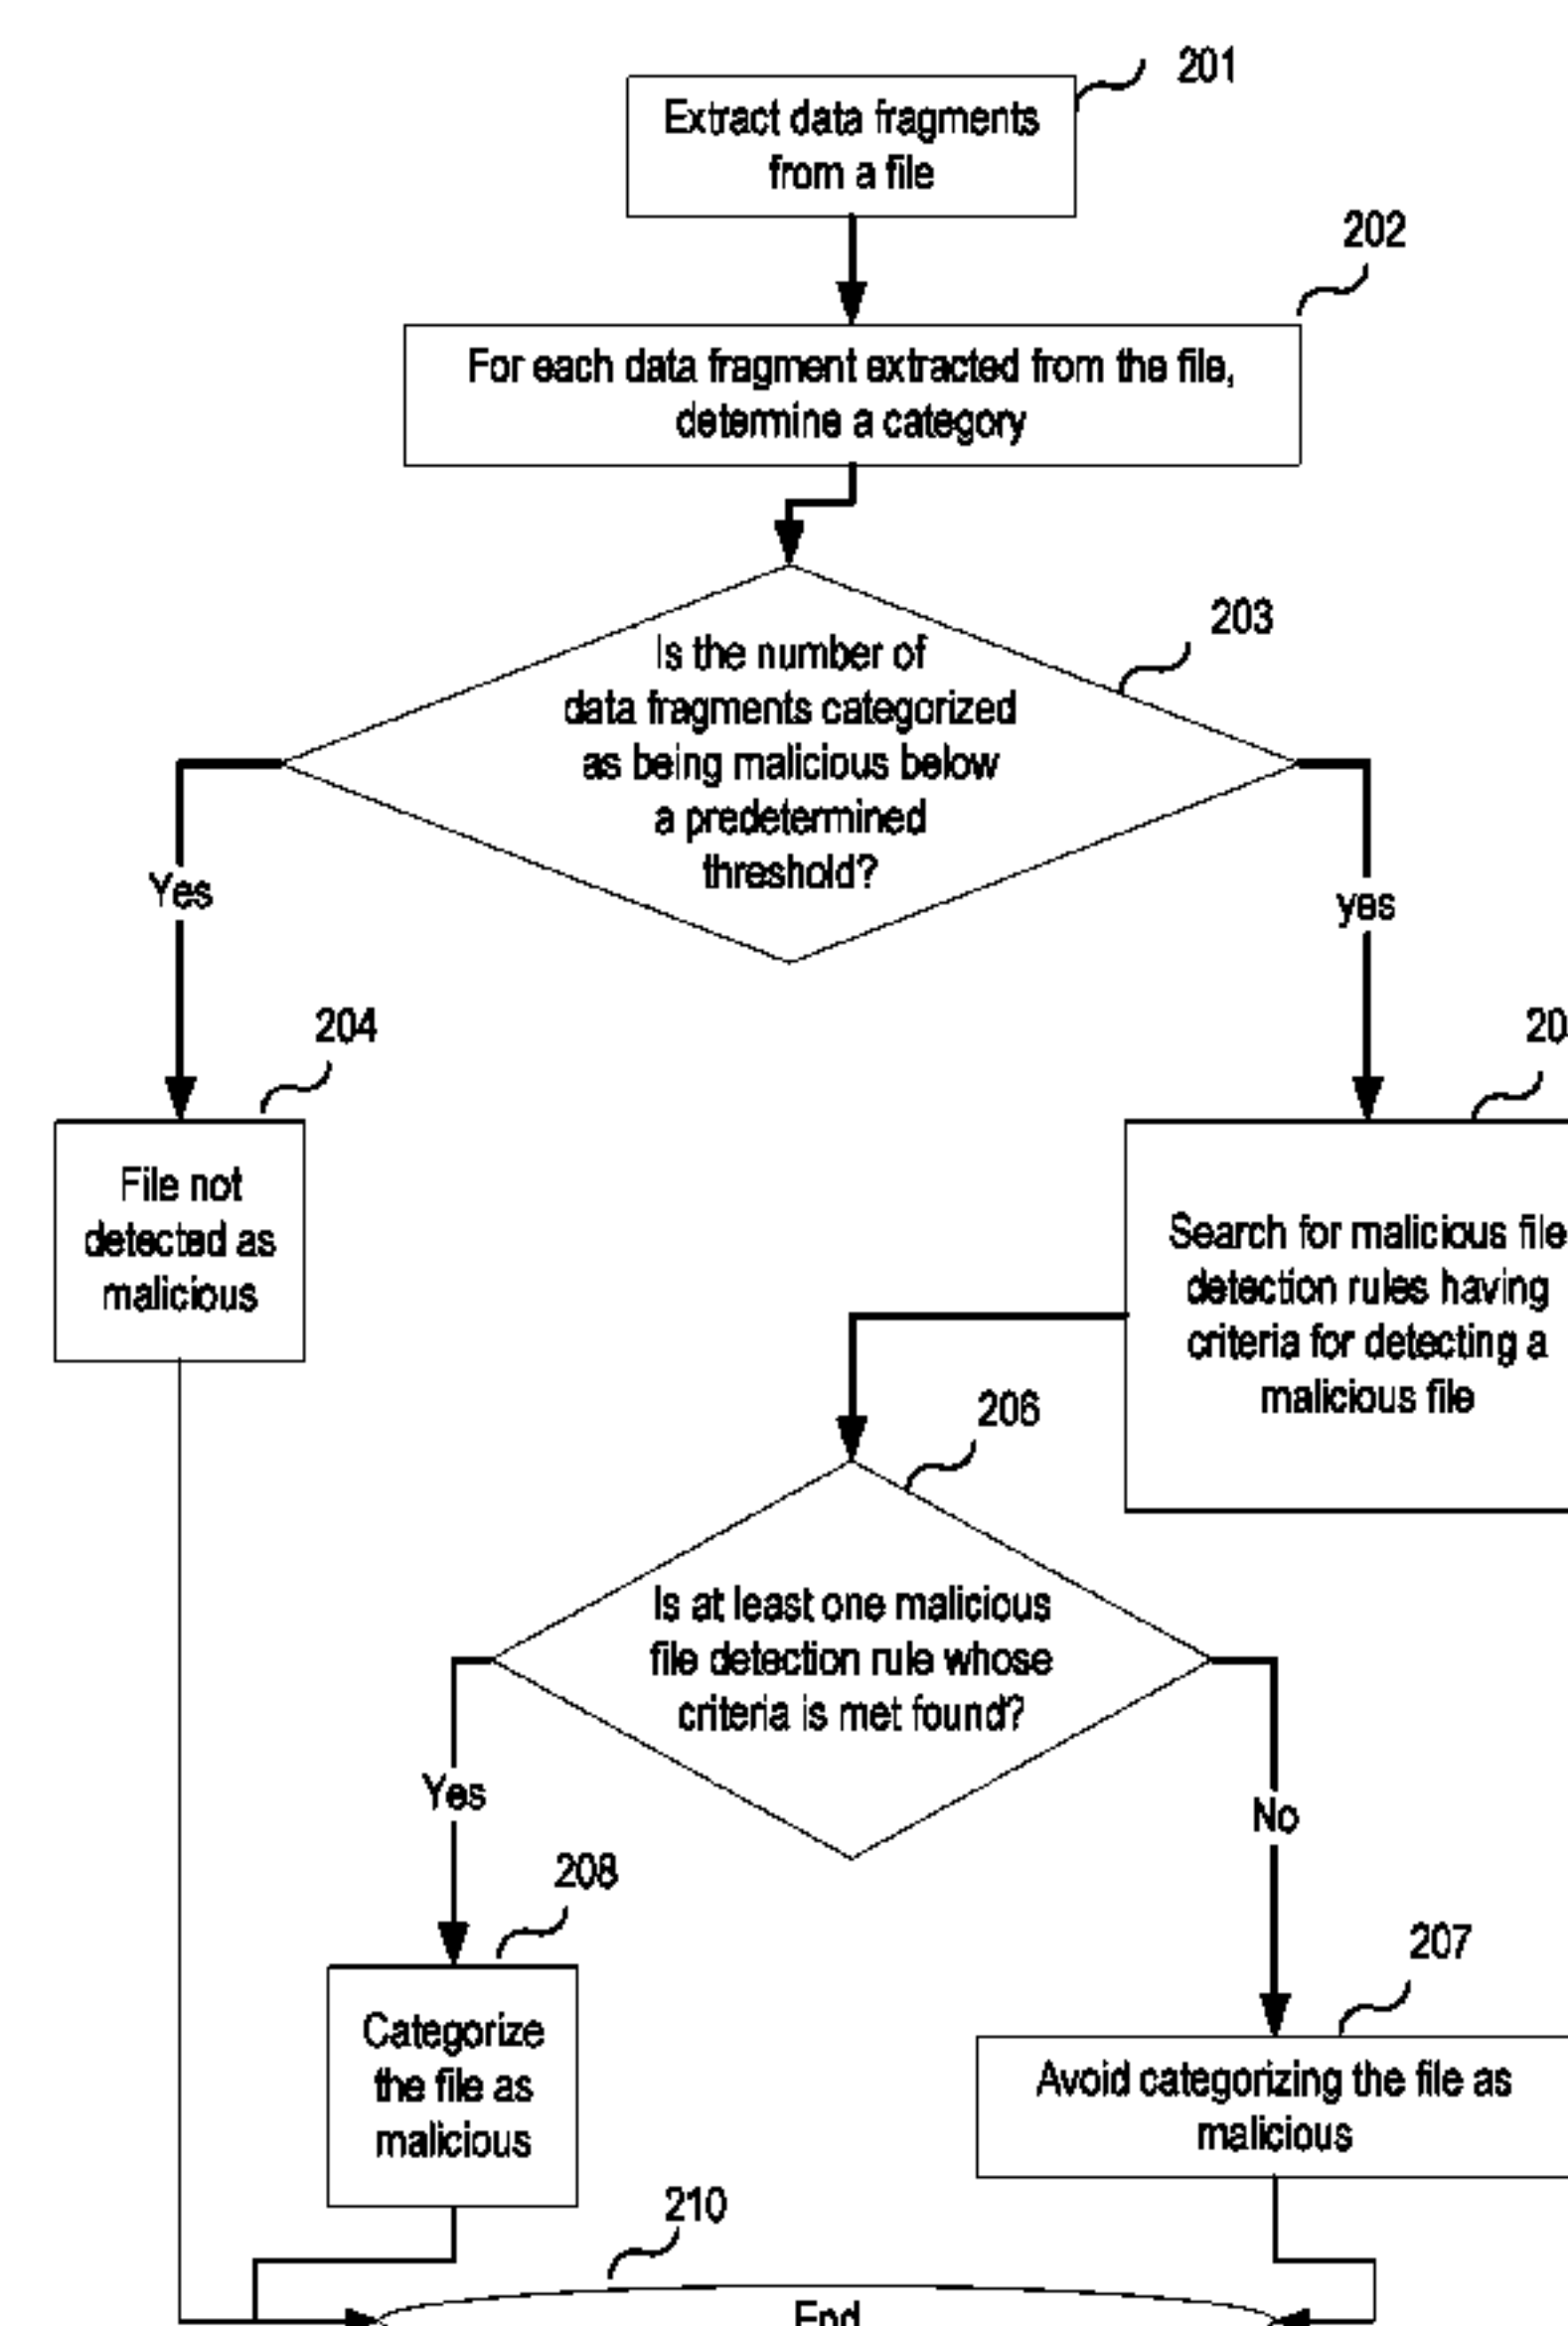 201
Extract data fragments
from a file
202
For each data fragment extracted from the file,
determine a category
203
Is the number of
data fragments categorized
as being malicious below
a predetermined
threshold?
Yes
yes
204
20
File not
detected as
malicious
Search for malicious file
detection rules having
criteria for detecting a
malicious file
206
Is at least one malicious
file detection rule whose
criteria is met found?
Yes
No
208
207
Categorize
the file as
malicious
Avoid categorizing the file as
malicious
210
End